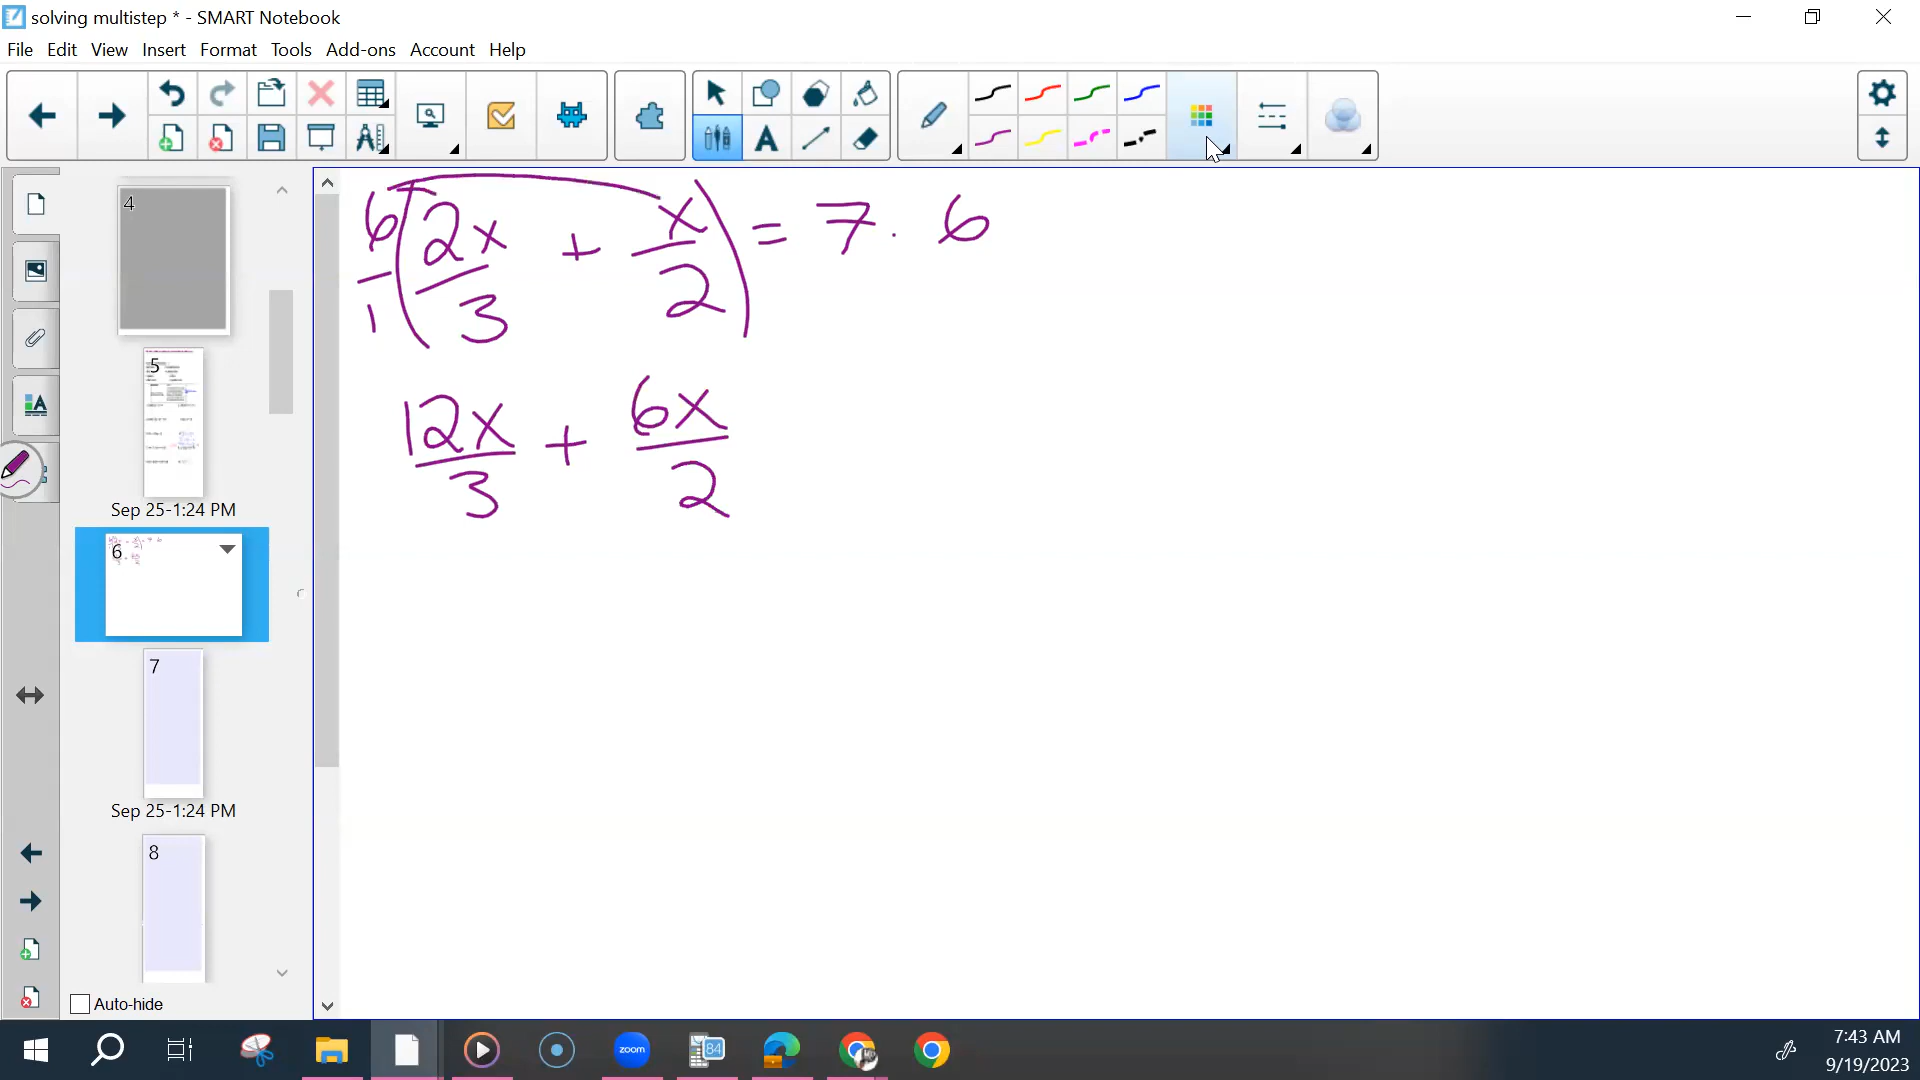 solving multistep * - SMART Notebook
File Edit View Insert Format Tools Add-ons Account Help
4
5
Sep 25-1:24 PM
6
7
Sep 25-1:24 PM
8
Auto-hide
6/1 (2x/3 + x/2) = 7 . 6
12x/3 + 6x/2
zoom
84
7:43 AM
9/19/2023